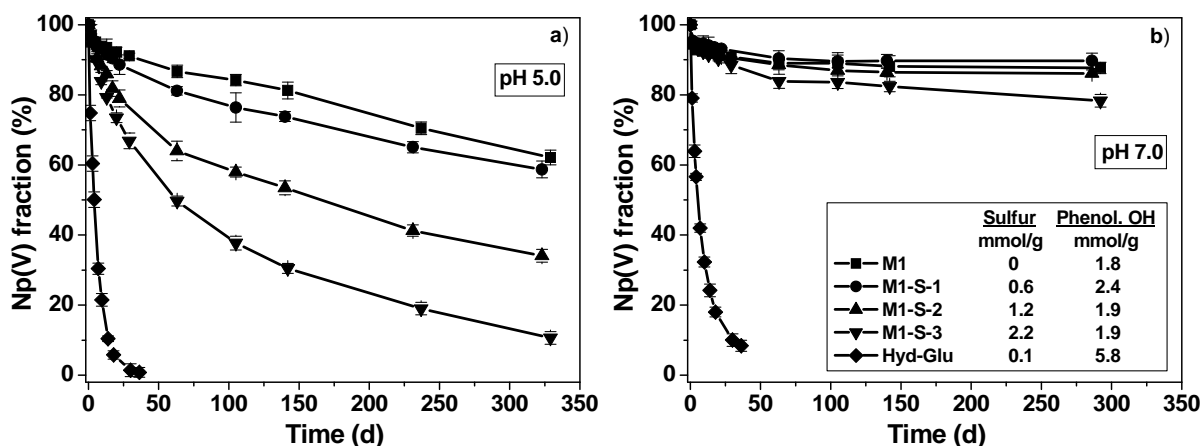 a)
pH 5.0
Np(V) fraction (%)
100
80
60
40
20
0
0 50 100 150 200 250 300 350
Time (d)
b)
pH 7.0
Np(V) fraction (%)
100
80
60
40
20
0
Sulfur Phenol. OH
mmol/g mmol/g
M1 0 1.8
M1-S-1 0.6 2.4
M1-S-2 1.2 1.9
M1-S-3 2.2 1.9
Hyd-Glu 0.1 5.8
0 50 100 150 200 250 300 350
Time (d)